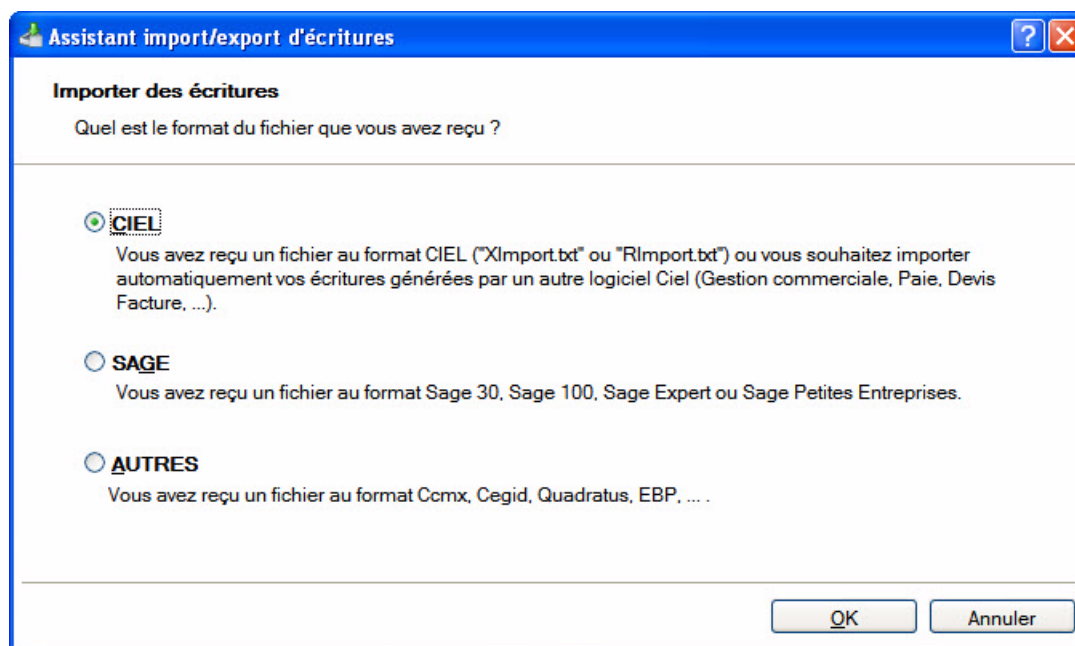 Assistant import/export d'écritures
Importer des écritures
Quel est le format du fichier que vous avez reçu ?
CIEL
Vous avez reçu un fichier au format CIEL ("XImport.txt" ou "RImport.txt") ou vous souhaitez importer
automatiquement vos écritures générées par un autre logiciel Ciel (Gestion commerciale, Paie, Devis
Facture, ...).
SAGE
Vous avez reçu un fichier au format Sage 30, Sage 100, Sage Expert ou Sage Petites Entreprises.
AUTRES
Vous avez reçu un fichier au format Ccmx, Cegid, Quadratus, EBP, ... .
OK
Annuler